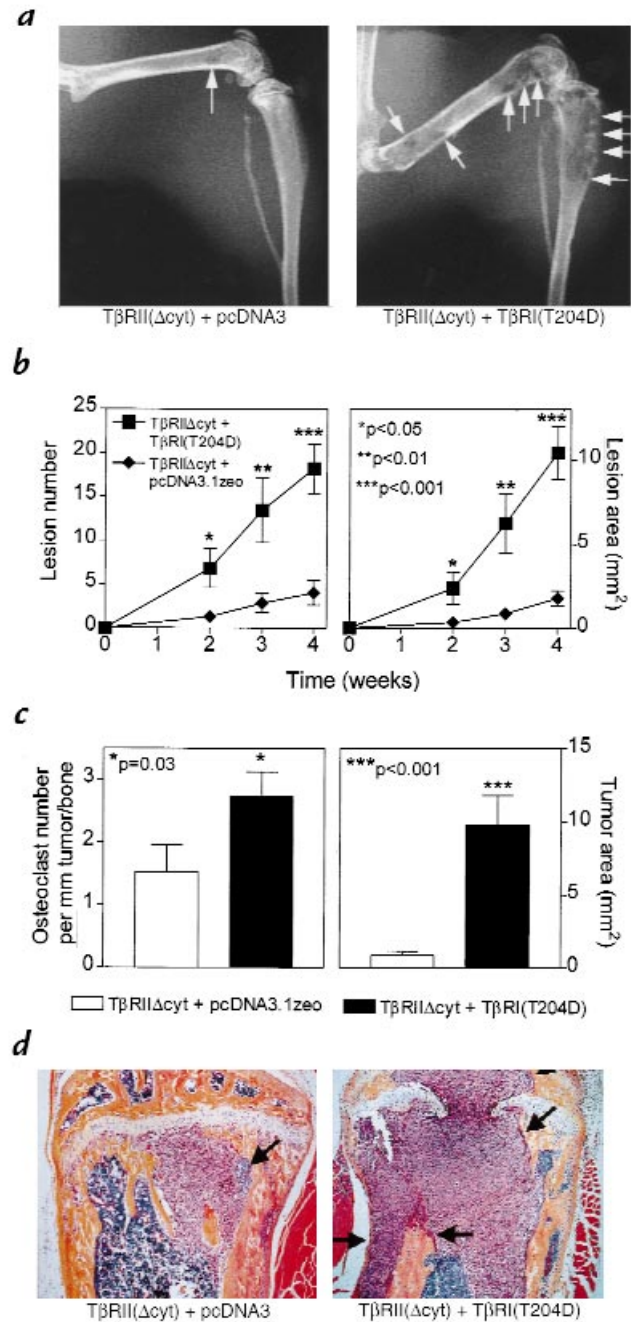 a
TβRII(Δcyt) + pcDNA3
TβRII(Δcyt) + TβRI(T204D)
b
Lesion number
25
20
15
10
5
0
TβRIIΔcyt +
TβRI(T204D)
TβRIIΔcyt +
pcDNA3.1zeo
*
**
***
0 1 2 3 4
*p<0.05
**p<0.01
***p<0.001
*
**
***
10
5
0
Lesion area (mm2)
0 1 2 3 4
Time (weeks)
c
Osteoclast number
per mm tumor/bone
3
2
1
0
*p=0.03
*
***p<0.001
***
15
10
5
0
Tumor area (mm2)
TβRIIΔcyt + pcDNA3.1zeo
TβRIIΔcyt + TβRI(T204D)
d
TβRII(Δcyt) + pcDNA3
TβRII(Δcyt) + TβRI(T204D)